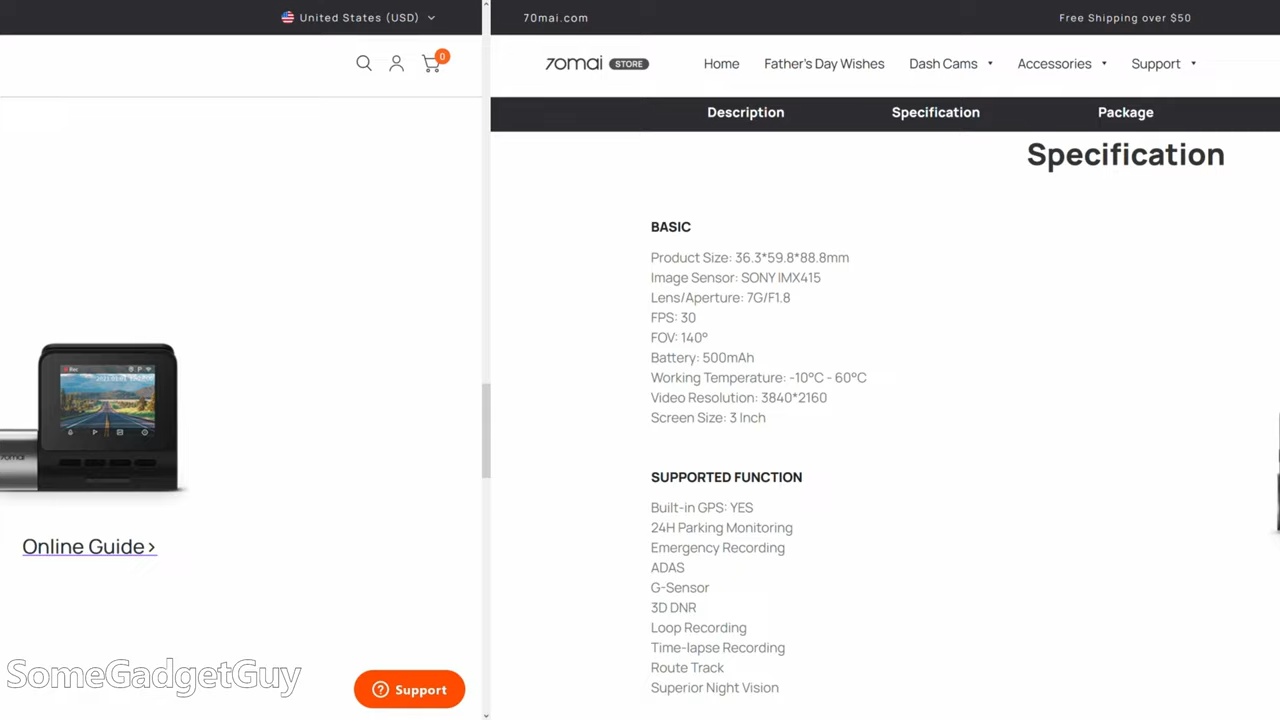 United States (USD)
0
Online Guide>
Support
SomeGadgetGuy
70mai.com
Free Shipping over $50
70mai STORE
Home
Father's Day Wishes
Dash Cams
Accessories
Support
Description
Specification
Package
Specification
BASIC
Product Size: 36.3*59.8*88.8mm
Image Sensor: SONY IMX415
Lens/Aperture: 7G/F1.8
FPS: 30
FOV: 140°
Battery: 500mAh
Working Temperature: -10°C - 60°C
Video Resolution: 3840*2160
Screen Size: 3 Inch
SUPPORTED FUNCTION
Built-in GPS: YES
24H Parking Monitoring
Emergency Recording
ADAS
G-Sensor
3D DNR
Loop Recording
Time-lapse Recording
Route Track
Superior Night Vision